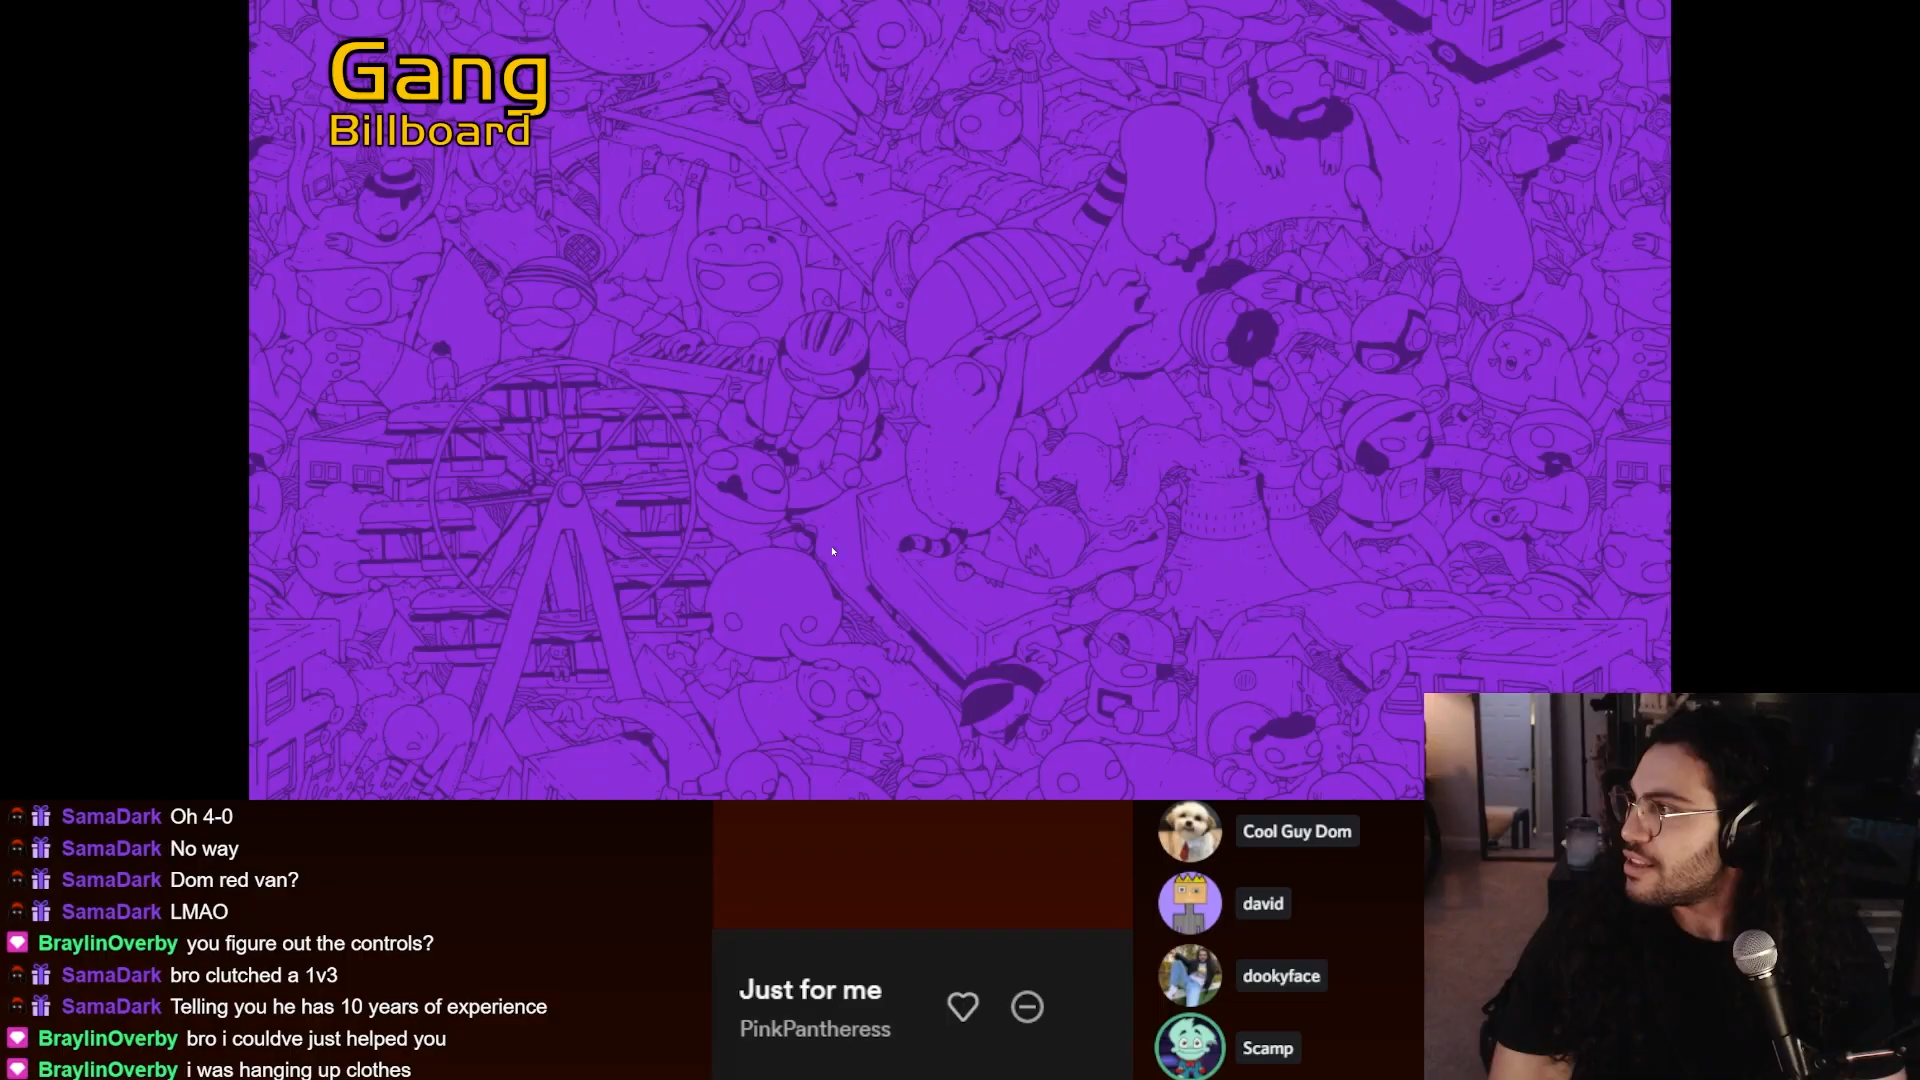 Gang
Billboard
SamaDark Oh 4-0
SamaDark No way
SamaDark Dom red van?
SamaDark LMAO
BraylinOverby you figure out the controls?
SamaDark bro clutched a 1v3
SamaDark Telling you he has 10 years of experience
BraylinOverby bro i couldve just helped you
BraylinOverby i was hanging up clothes
Just for me
PinkPantheress
Cool Guy Dom
david
dookyface
Scamp